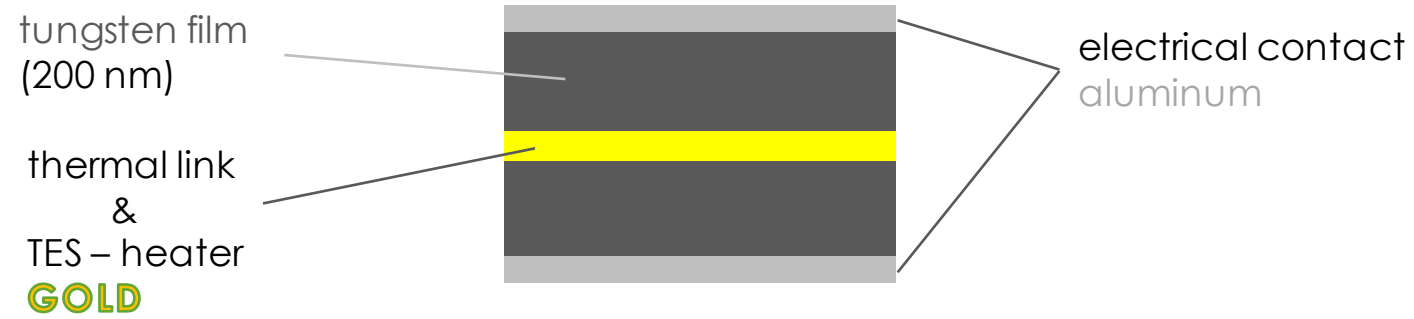 tungsten film
(200 nm)
thermal link
&
TES – heater
GOLD
electrical contact
aluminum